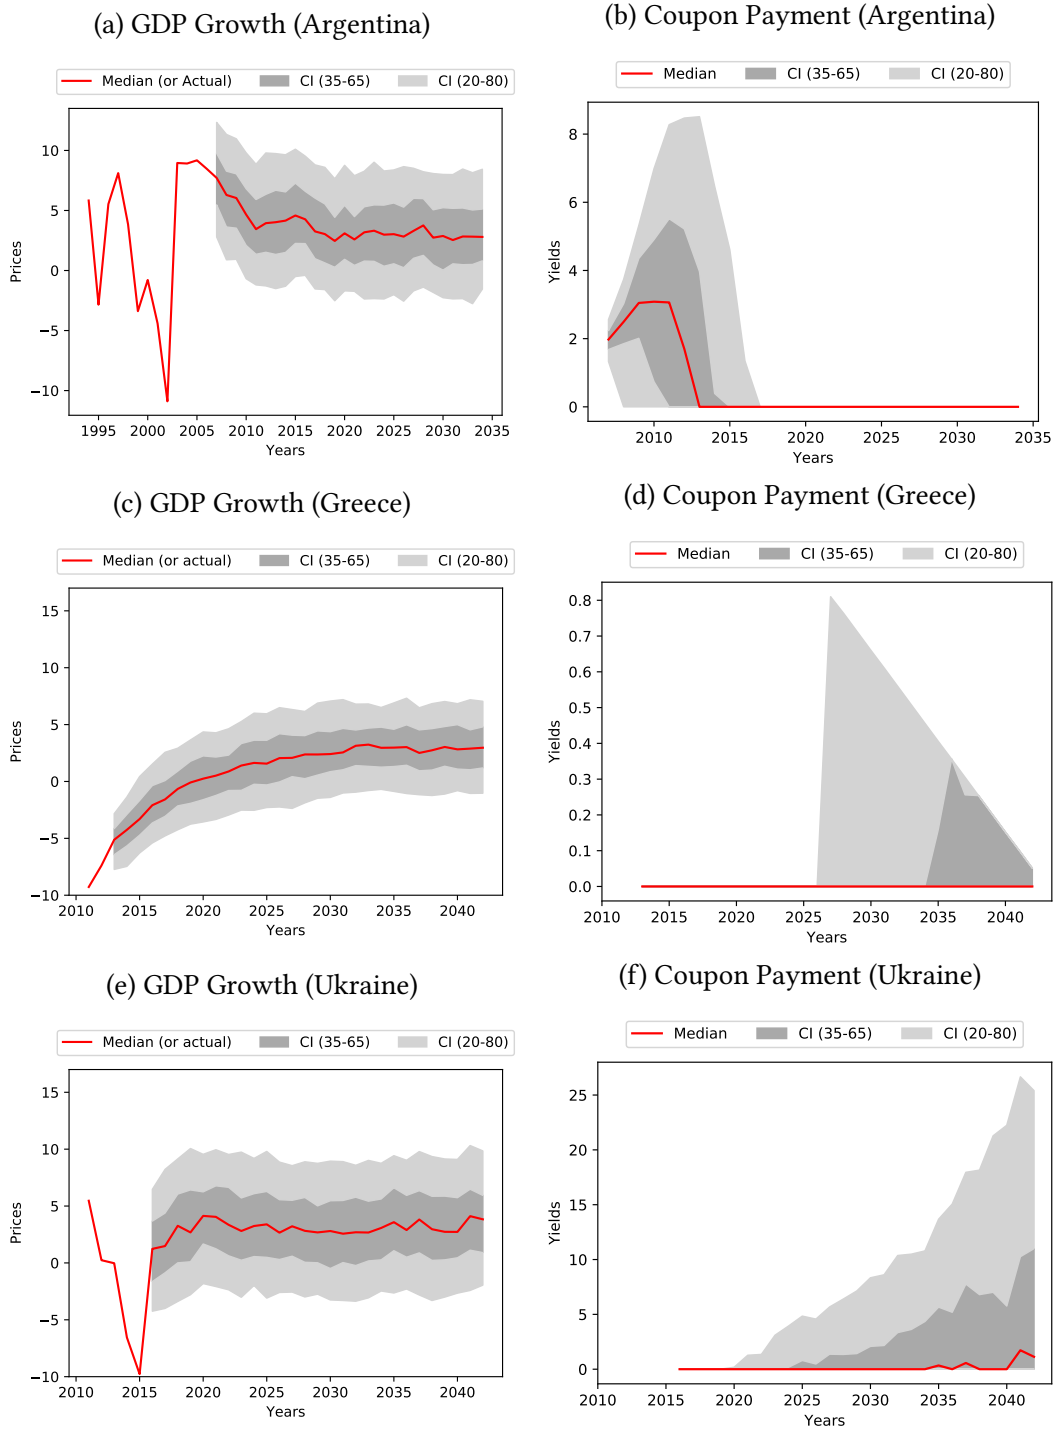 (a) GDP Growth (Argentina)
Median (or Actual) CI (35-65) CI (20-80)
10
5
0
−5
−10
Prices
1995 2000 2005 2010 2015 2020 2025 2030 2035
Years
(b) Coupon Payment (Argentina)
Median CI (35-65) CI (20-80)
8
6
4
2
0
Yields
2010 2015 2020 2025 2030 2035
Years
(c) GDP Growth (Greece)
Median (or actual) CI (35-65) CI (20-80)
15
10
5
0
−5
−10
Prices
2010 2015 2020 2025 2030 2035 2040
Years
(d) Coupon Payment (Greece)
Median CI (35-65) CI (20-80)
0.8
0.7
0.6
0.5
0.4
0.3
0.2
0.1
0.0
Yields
2010 2015 2020 2025 2030 2035 2040
Years
(e) GDP Growth (Ukraine)
Median (or actual) CI (35-65) CI (20-80)
15
10
5
0
−5
−10
Prices
2010 2015 2020 2025 2030 2035 2040
Years
(f) Coupon Payment (Ukraine)
Median CI (35-65) CI (20-80)
25
20
15
10
5
0
Yields
2010 2015 2020 2025 2030 2035 2040
Years